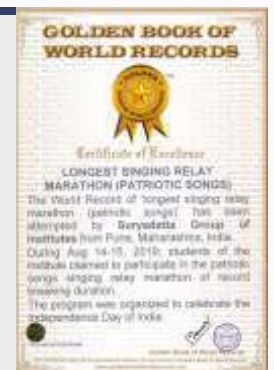 GOLDEN BOOK OF
WORLD RECORDS
Certificate of Excellence
LONGEST SINGING RELAY
MARATHON (PATRIOTIC SONGS)
The World Record of 'longest singing relay
marathon (patriotic songs)' has been
attempted by Suryadatta Group of
Institutes from Pune, Maharashtra, India.
During Aug 14-15, 2019, students of the
institute claimed to participate in the patriotic
songs singing relay marathon of record
breaking duration.
The program was organized to celebrate the
Independence Day of India.